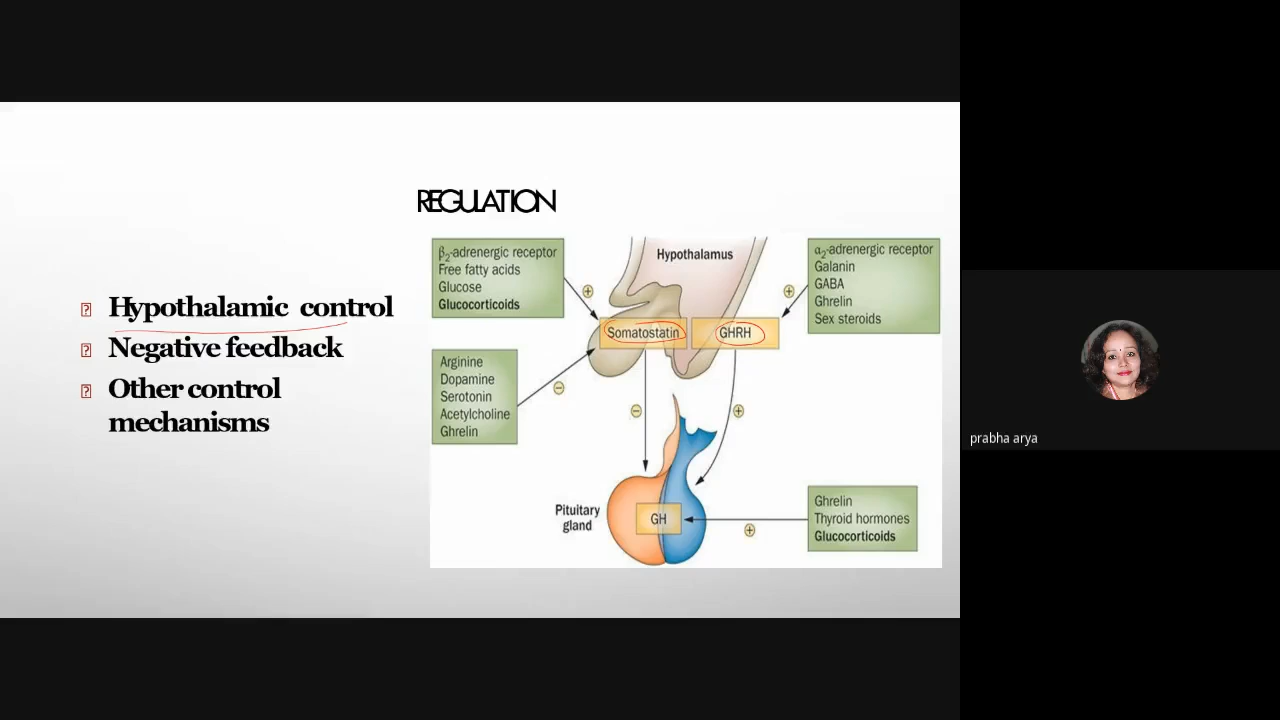 REGULATION
Hypothalamic control
Negative feedback
Other control
mechanisms
β2-adrenergic receptor
Free fatty acids
Glucose
Glucocorticoids
Hypothalamus
α2-adrenergic receptor
Galanin
GABA
Ghrelin
Sex steroids
Somatostatin
GHRH
Arginine
Dopamine
Serotonin
Acetylcholine
Ghrelin
Pituitary
gland
GH
Ghrelin
Thyroid hormones
Glucocorticoids
prabha arya